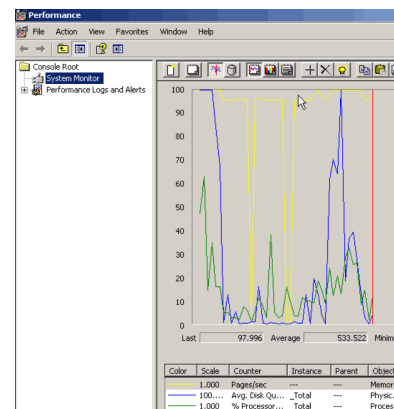 Performance
File Action View Favorites Window Help
Console Root
System Monitor
Performance Logs and Alerts
100
90
80
70
60
50
40
30
20
10
0
Last 97.996 Average 533.522 Minim
Color Scale Counter Instance Parent Object
1.000 Pages/sec --- --- Memor
100.... Avg. Disk Qu... _Total --- Physic.
1.000 % Processor... _Total --- Proces